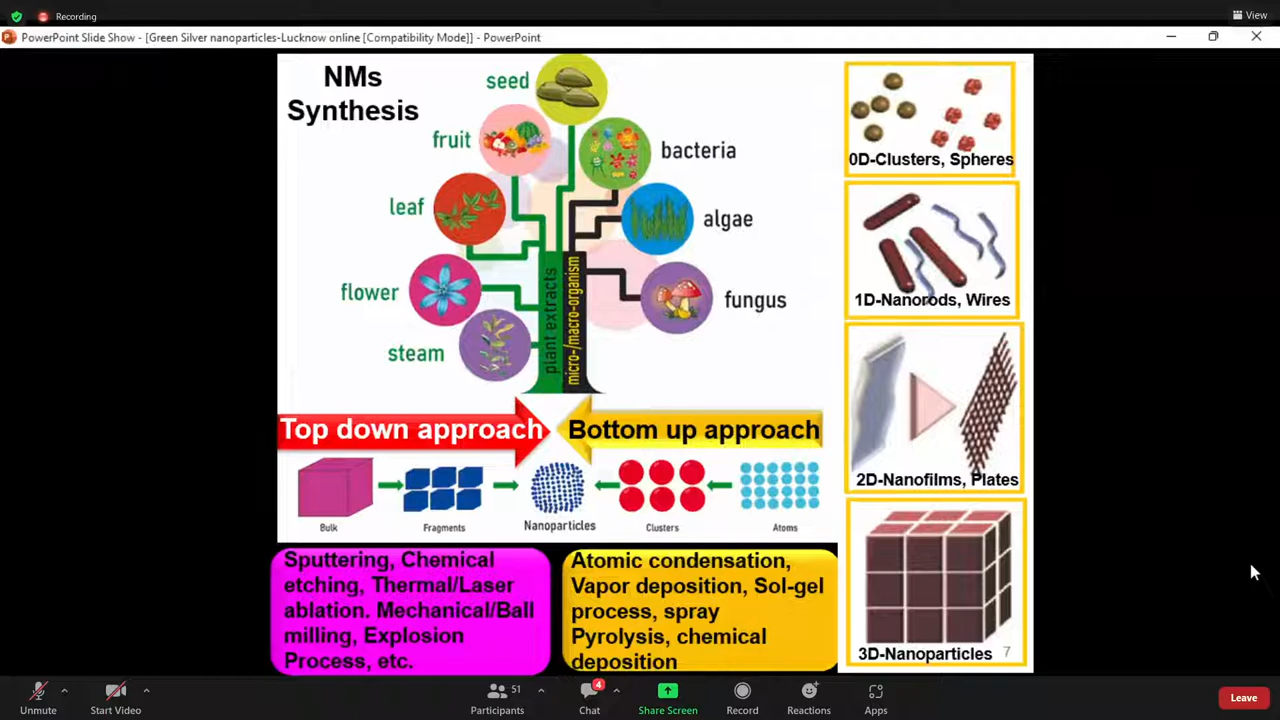 Recording
View
PowerPoint Slide Show - [Green Silver nanoparticles-Lucknow online [Compatibility Mode]] - PowerPoint
NMs
Synthesis
seed
fruit
leaf
flower
steam
bacteria
algae
fungus
plant extracts
micro-/macro-organism
Top down approach
Bottom up approach
Bulk
Fragments
Nanoparticles
Clusters
Atoms
Sputtering, Chemical
etching, Thermal/Laser
ablation. Mechanical/Ball
milling, Explosion
Process, etc.
Atomic condensation,
Vapor deposition, Sol-gel
process, spray
Pyrolysis, chemical
deposition
0D-Clusters, Spheres
1D-Nanorods, Wires
2D-Nanofilms, Plates
3D-Nanoparticles
7
Unmute
Start Video
51
Participants
4
Chat
Share Screen
Record
Reactions
Apps
Leave